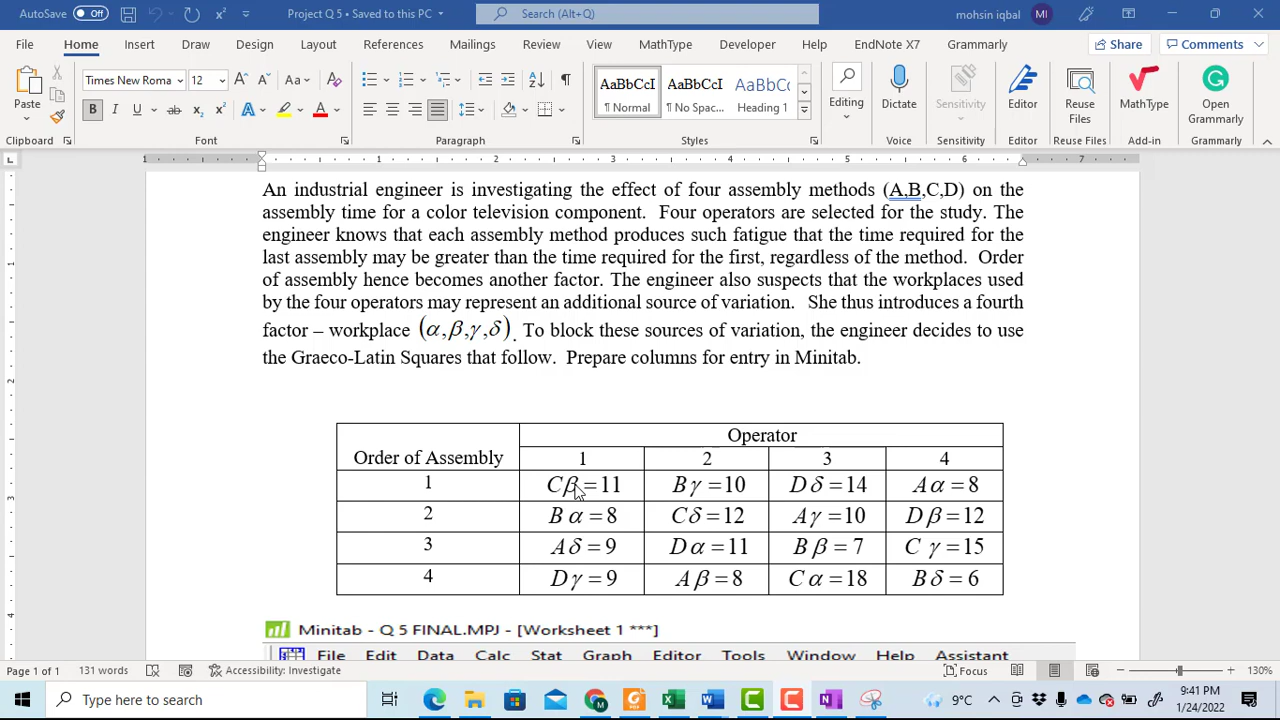 AutoSave Off Project Q 5 - Saved to this PC Search (Alt+Q) mohsin iqbal MI
File Home Insert Draw Design Layout References Mailings Review View MathType Developer Help EndNote X7 Grammarly Share Comments
Times New Roma 12 Aa AaBbCcI AaBbCcI AaBbCcI
Paste B I U ab x₂ x² A A ¶ Normal ¶ No Spac... Heading 1 Editing Dictate Sensitivity Editor Reuse Files MathType Open Grammarly
Clipboard Font Paragraph Styles Voice Sensitivity Editor Reuse Files Add-in Grammarly
1 1 2 3 4 5 6 7
An industrial engineer is investigating the effect of four assembly methods (A,B,C,D) on the
assembly time for a color television component. Four operators are selected for the study. The
engineer knows that each assembly method produces such fatigue that the time required for the
last assembly may be greater than the time required for the first, regardless of the method. Order
of assembly hence becomes another factor. The engineer also suspects that the workplaces used
by the four operators may represent an additional source of variation. She thus introduces a fourth
factor – workplace (α,β,γ,δ). To block these sources of variation, the engineer decides to use
the Graeco-Latin Squares that follow. Prepare columns for entry in Minitab.
Operator
Order of Assembly 1 2 3 4
1 Cβ=11 Bγ=10 Dδ=14 Aα=8
2 Bα=8 Cδ=12 Aγ=10 Dβ=12
3 Aδ=9 Dα=11 Bβ=7 Cγ=15
4 Dγ=9 Aβ=8 Cα=18 Bδ=6
Minitab - Q 5 FINAL.MPJ - [Worksheet 1 ***]
File Edit Data Calc Stat Graph Editor Tools Window Help Assistant
Page 1 of 1 131 words Accessibility: Investigate Focus 130%
Type here to search 9°C 9:41 PM
1/24/2022